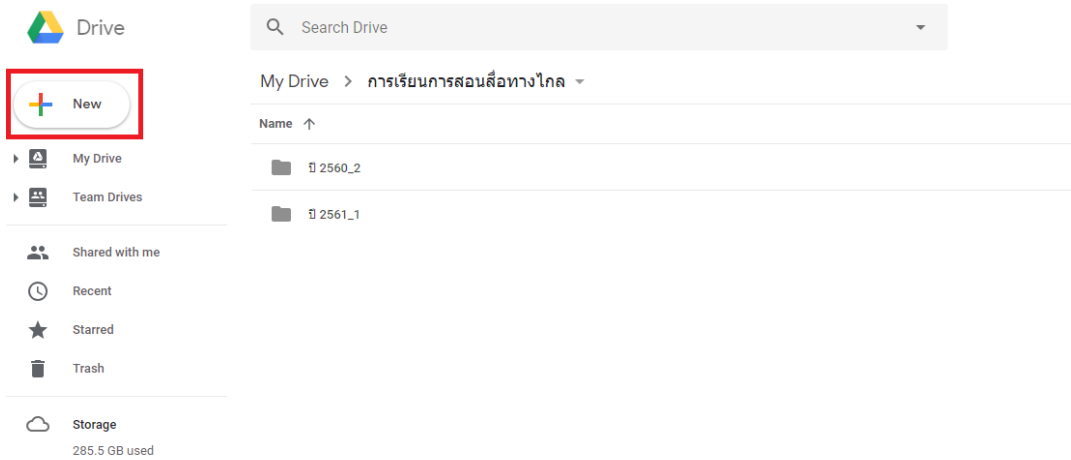 Drive
Search Drive
New
My Drive > การเรียนการสอนสื่อทางไกล
Name ↑
My Drive
ปี 2560_2
Team Drives
ปี 2561_1
Shared with me
Recent
Starred
Trash
Storage
285.5 GB used